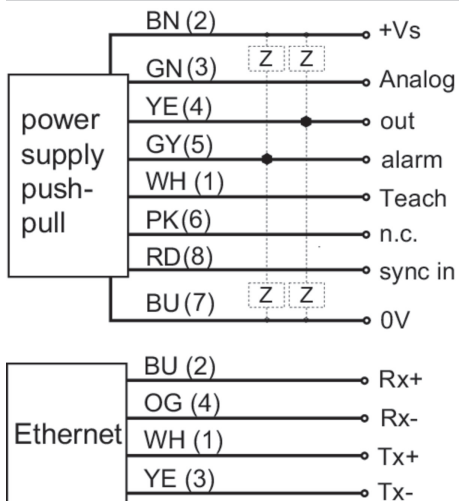 BN (2) +Vs
Z Z
GN (3) Analog
YE (4) out
GY(5) alarm
WH (1) Teach
PK(6) n.c.
RD(8) sync in
Z Z
BU (7) 0V
power
supply
push-
pull
BU (2) Rx+
OG (4) Rx-
WH (1) Tx+
YE (3) Tx-
Ethernet